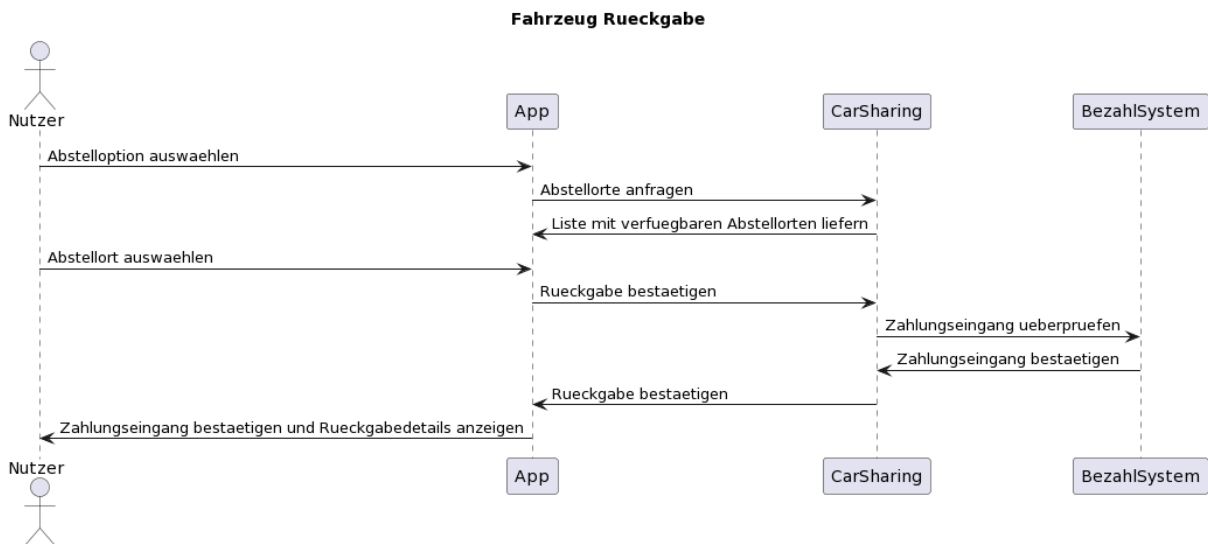 Fahrzeug Rueckgabe
Nutzer
App
CarSharing
BezahlSystem
Abstelloption auswaehlen
Abstellorte anfragen
Liste mit verfuegbaren Abstellorten liefern
Abstellort auswaehlen
Rueckgabe bestaetigen
Zahlungseingang ueberpruefen
Zahlungseingang bestaetigen
Rueckgabe bestaetigen
Zahlungseingang bestaetigen und Rueckgabedetails anzeigen
Nutzer
App
CarSharing
BezahlSystem